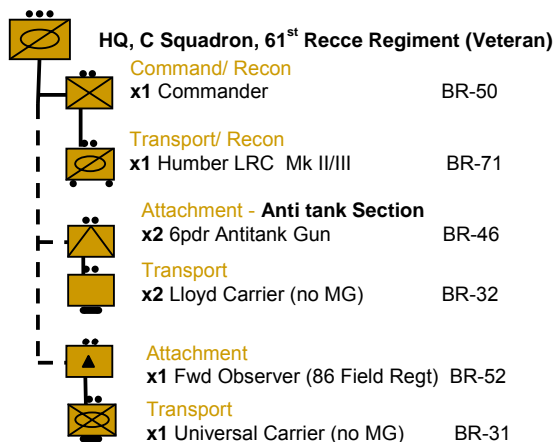 HQ, C Squadron, 61st Recce Regiment (Veteran)
Command/ Recon
x1 Commander BR-50
Transport/ Recon
x1 Humber LRC Mk II/III BR-71
Attachment - Anti tank Section
x2 6pdr Antitank Gun BR-46
Transport
x2 Lloyd Carrier (no MG) BR-32
Attachment
x1 Fwd Observer (86 Field Regt) BR-52
Transport
x1 Universal Carrier (no MG) BR-31